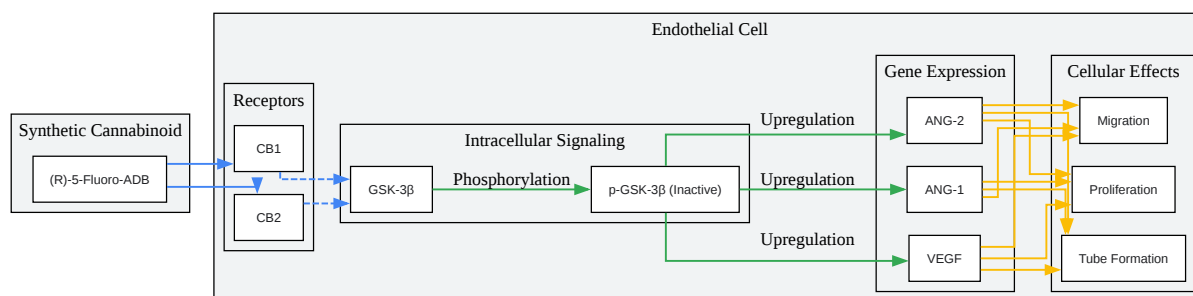 Endothelial Cell
Synthetic Cannabinoid
(R)-5-Fluoro-ADB
Receptors
CB1
CB2
Intracellular Signaling
GSK-3β
Phosphorylation
p-GSK-3β (Inactive)
Upregulation
Upregulation
Upregulation
Gene Expression
ANG-2
ANG-1
VEGF
Cellular Effects
Migration
Proliferation
Tube Formation